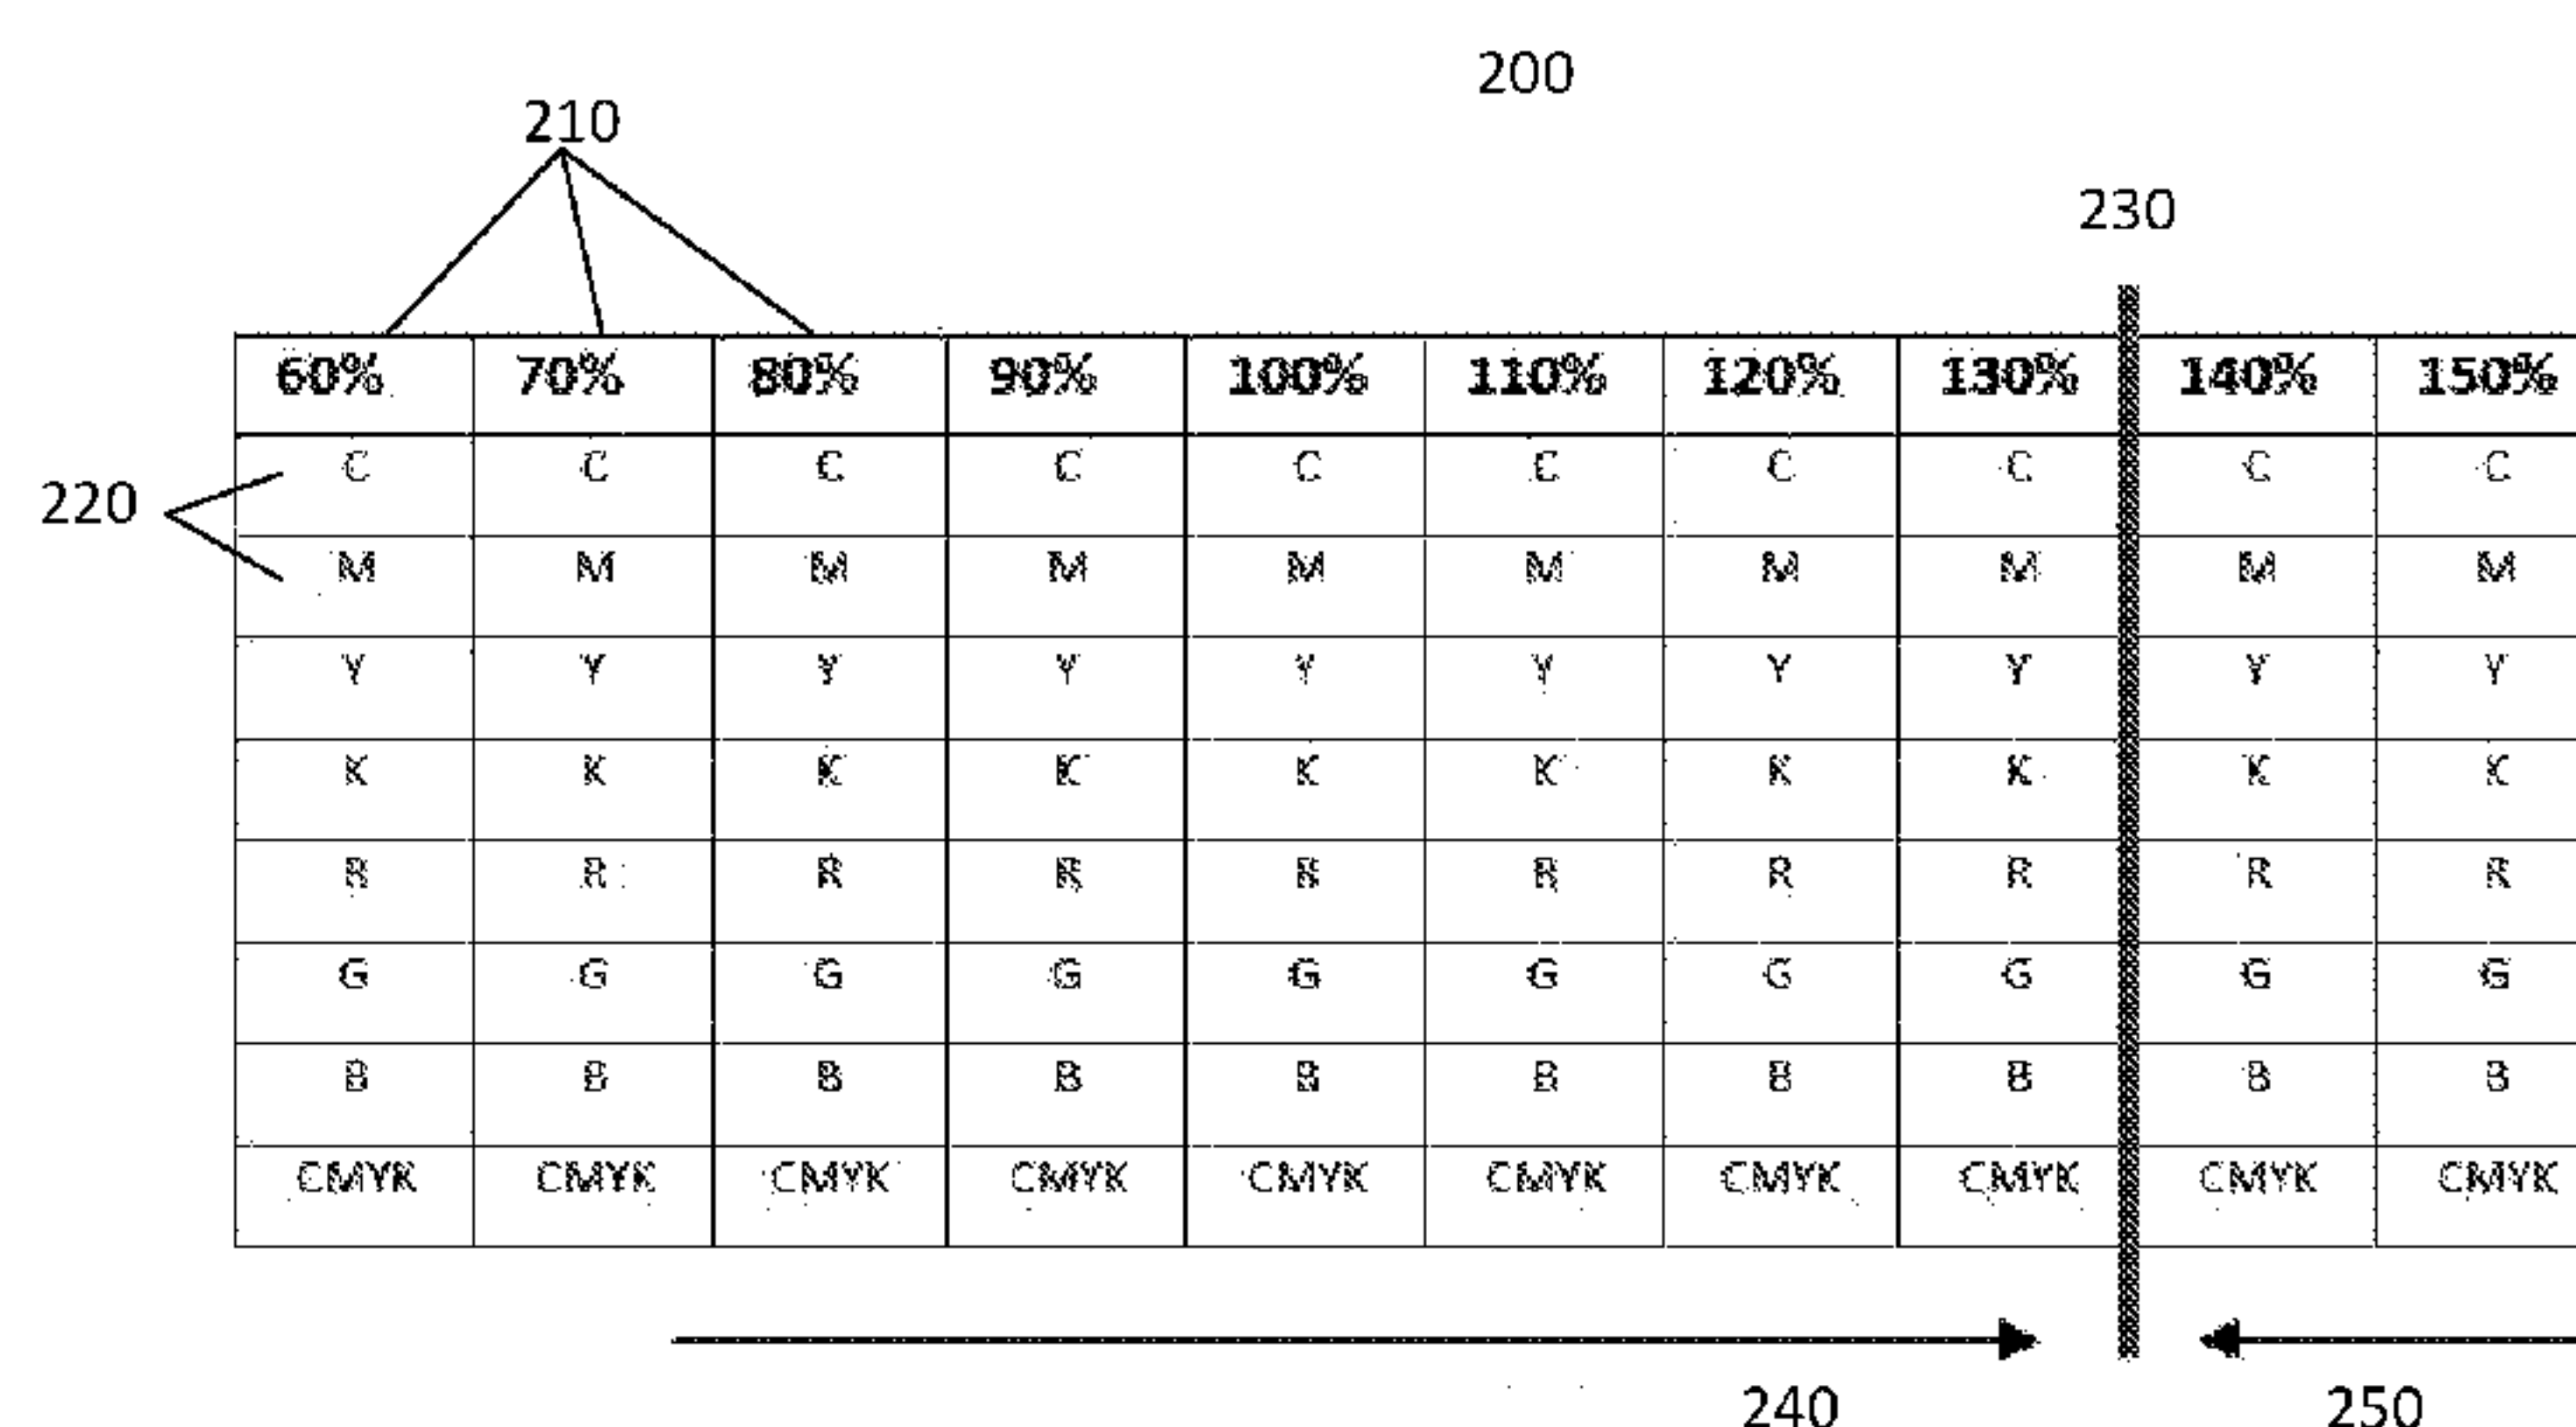 200
210
230
60% 70% 80% 90% 100% 110% 120% 130% 140% 150%
C C C C C C C C C C
220
M M M M M M M M M M
Y Y Y Y Y Y Y Y Y Y
K K K K K K K K K K
R R R R R R R R R R
G G G G G G G G G G
B B B B B B B B B B
CMYK CMYK CMYK CMYK CMYK CMYK CMYK CMYK CMYK CMYK
240 250